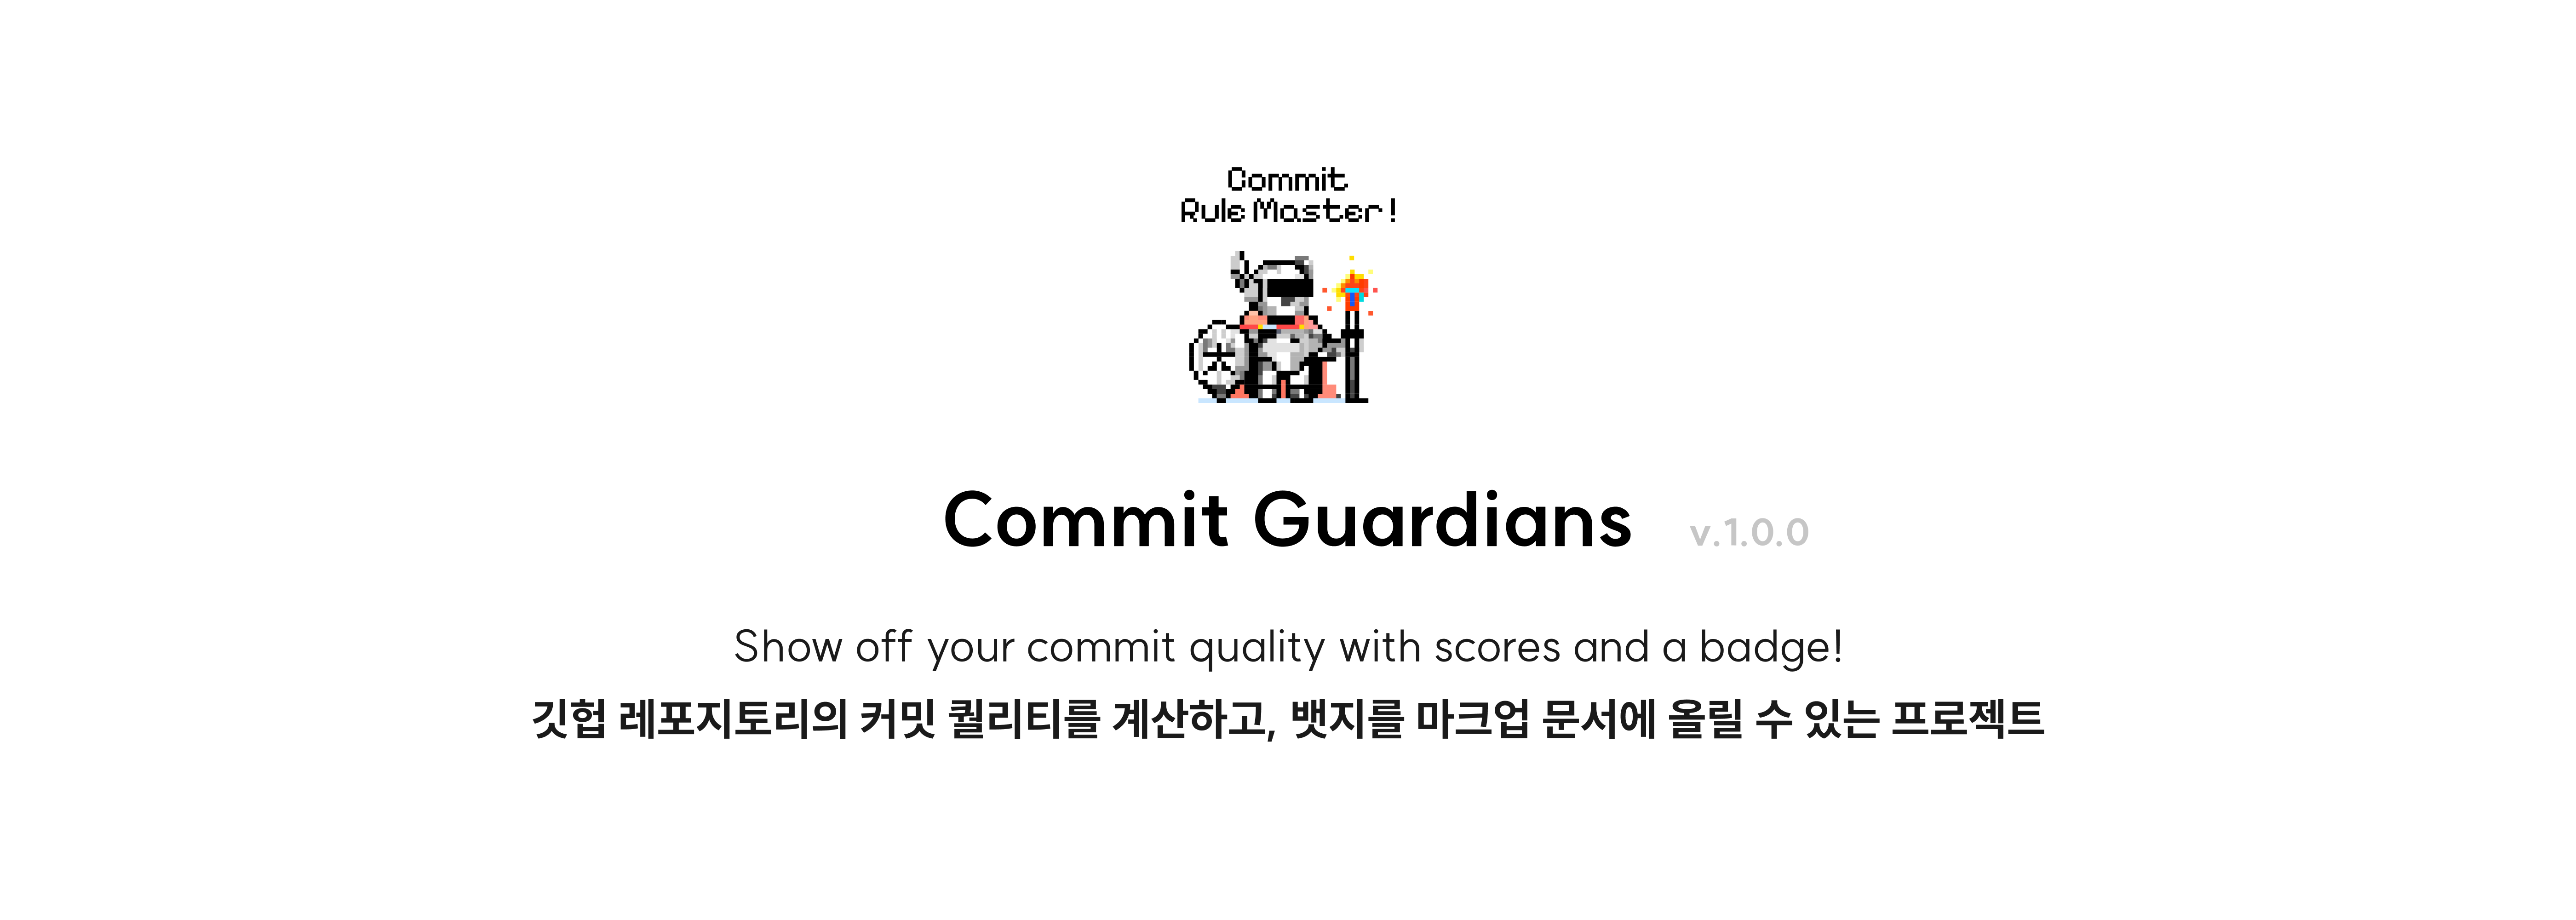 Commit
Rule Master!
Commit Guardians v.1.0.0
Show off your commit quality with scores and a badge!
깃헙 레포지토리의 커밋 퀄리티를 계산하고, 뱃지를 마크업 문서에 올릴 수 있는 프로젝트